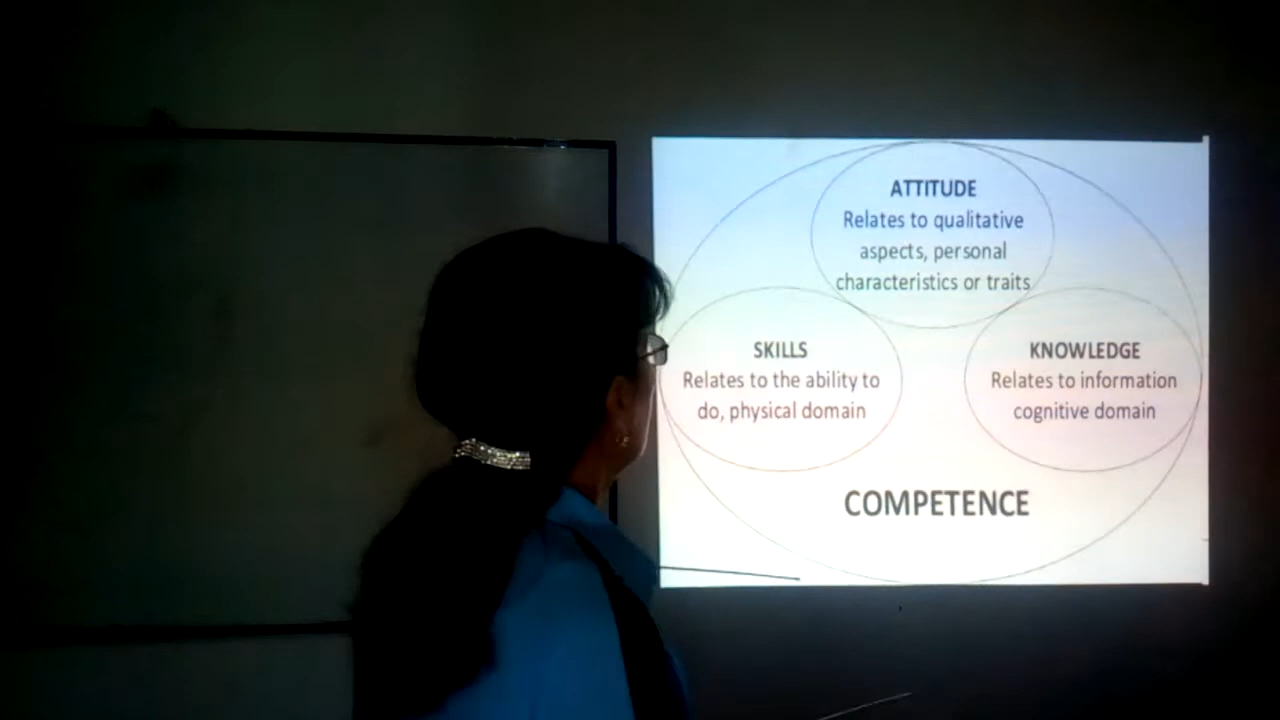 ATTITUDE
Relates to qualitative
aspects, personal
characteristics or traits
SKILLS
Relates to the ability to
do, physical domain
KNOWLEDGE
Relates to information
cognitive domain
COMPETENCE